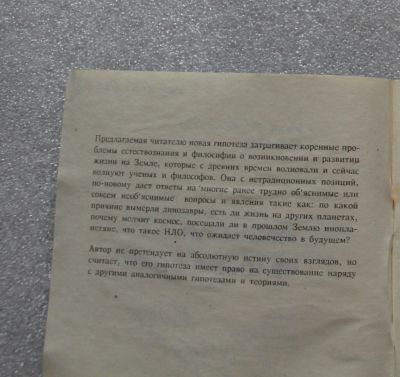 Предлагаемая читателю новая гипотеза затрагивает коренные про-
блемы естествознания и философии о возникновении и развитии
жизни на Земле, которые с древних времен волновали и сейчас
волнуют ученых и философов. Она с нетрадиционных позиций,
по-новому дает ответы на многие ранее трудно об'яснимые или
совсем необ'яснимые вопросы и явления такие как: по какой
причине вымерли динозавры, есть ли жизнь на других планетах,
почему молчит космос, посещали ли в прошлом Землю инопла-
нетяне, что такое НЛО, что ожидает человечество в будущем?
Автор не претендует на абсолютную истину своих взглядов, но
считает, что его гипотеза имеет право на существование наряду
с другими аналогичными гипотезами и теориями.